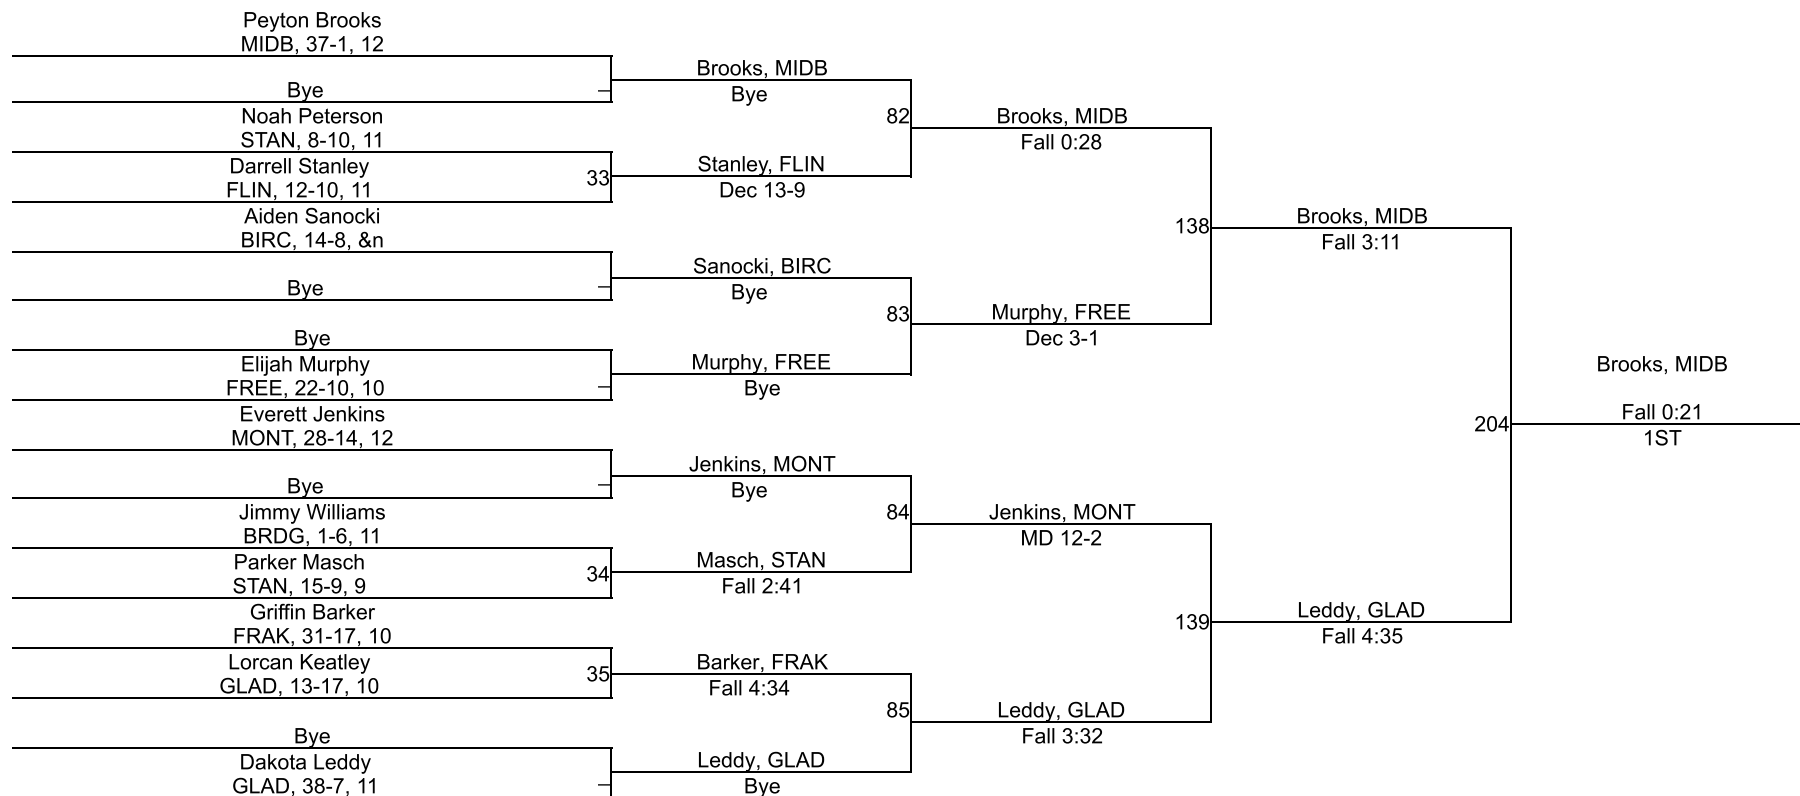 Peyton Brooks
MIDB, 37-1, 12
Bye
Noah Peterson
STAN, 8-10, 11
Darrell Stanley
FLIN, 12-10, 11
Aiden Sanocki
BIRC, 14-8, &n
Bye
Bye
Elijah Murphy
FREE, 22-10, 10
Everett Jenkins
MONT, 28-14, 12
Bye
Jimmy Williams
BRDG, 1-6, 11
Parker Masch
STAN, 15-9, 9
Griffin Barker
FRAK, 31-17, 10
Lorcan Keatley
GLAD, 13-17, 10
Bye
Dakota Leddy
GLAD, 38-7, 11
33
34
35
Brooks, MIDB
Bye
Stanley, FLIN
Dec 13-9
Sanocki, BIRC
Bye
Murphy, FREE
Bye
Jenkins, MONT
Bye
Masch, STAN
Fall 2:41
Barker, FRAK
Fall 4:34
Leddy, GLAD
Bye
82
83
84
85
Brooks, MIDB
Fall 0:28
Murphy, FREE
Dec 3-1
Jenkins, MONT
MD 12-2
Leddy, GLAD
Fall 3:32
138
139
Brooks, MIDB
Fall 3:11
Leddy, GLAD
Fall 4:35
204
Brooks, MIDB
Fall 0:21
1ST